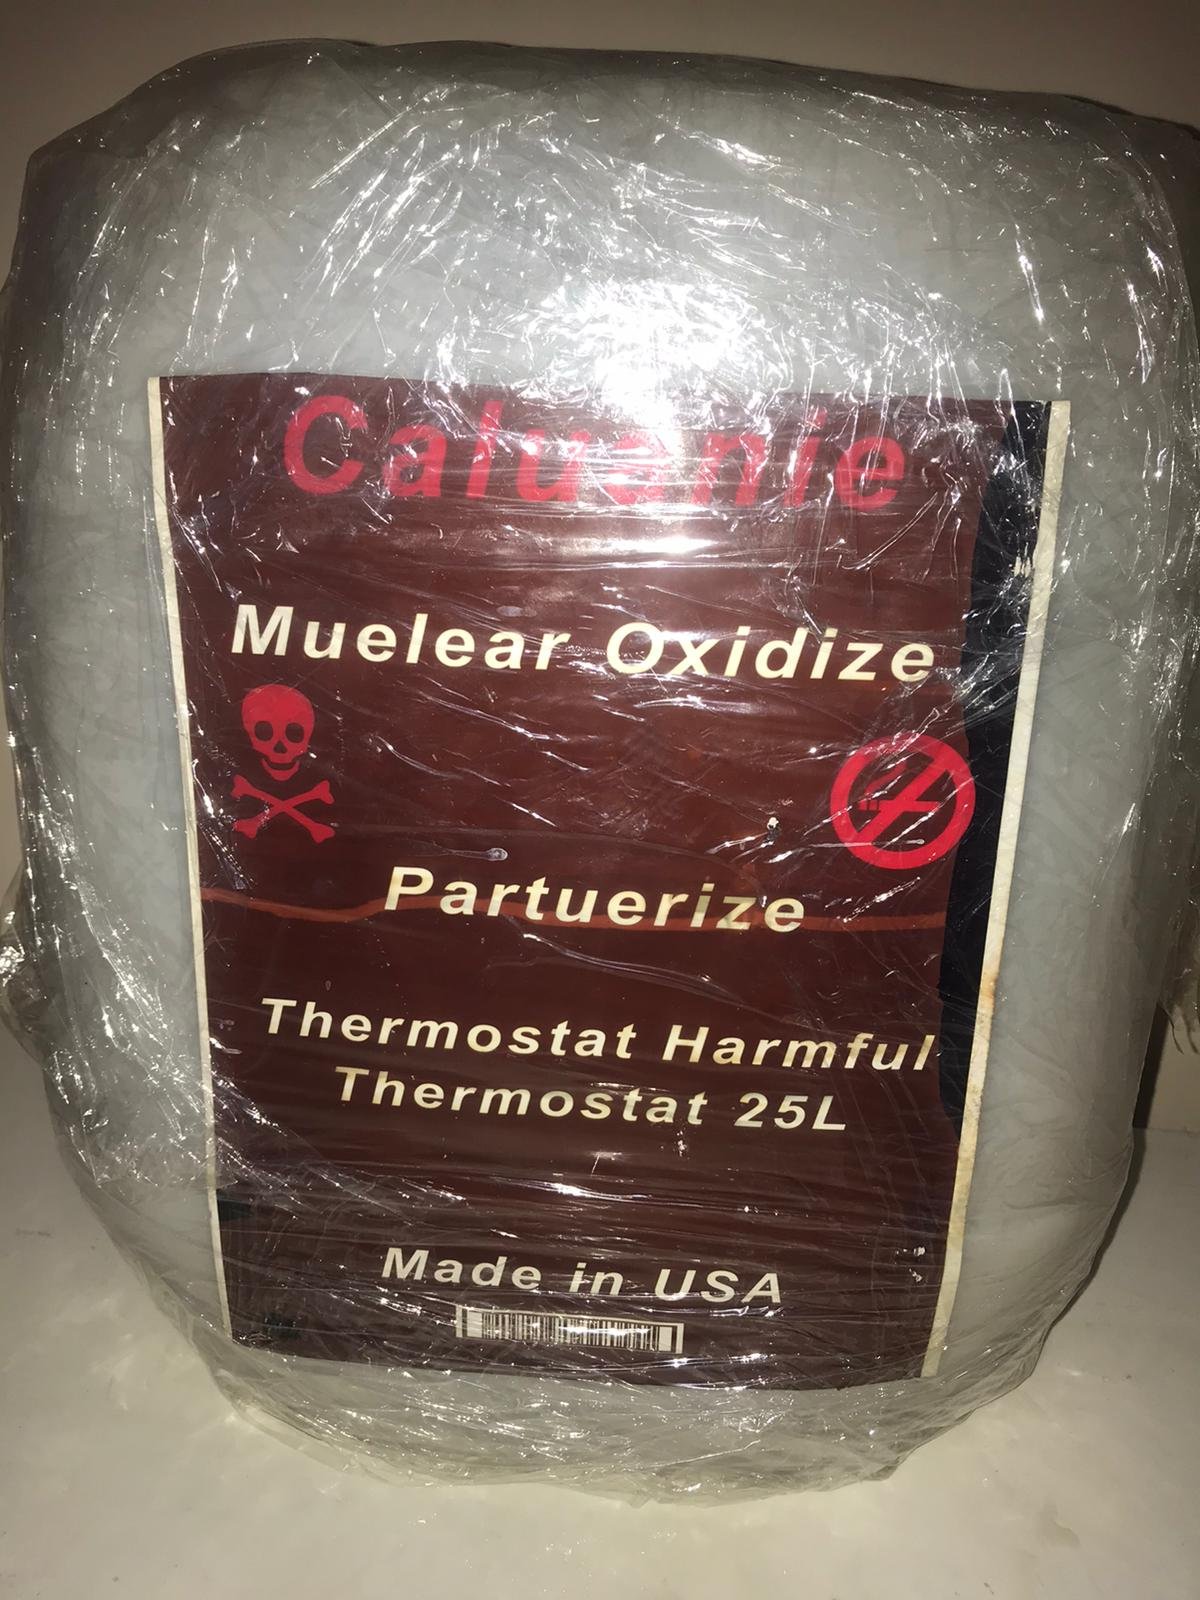 Caluanie
Muelear Oxidize
Partuerize
Thermostat Harmful
Thermostat 25L
Made in USA